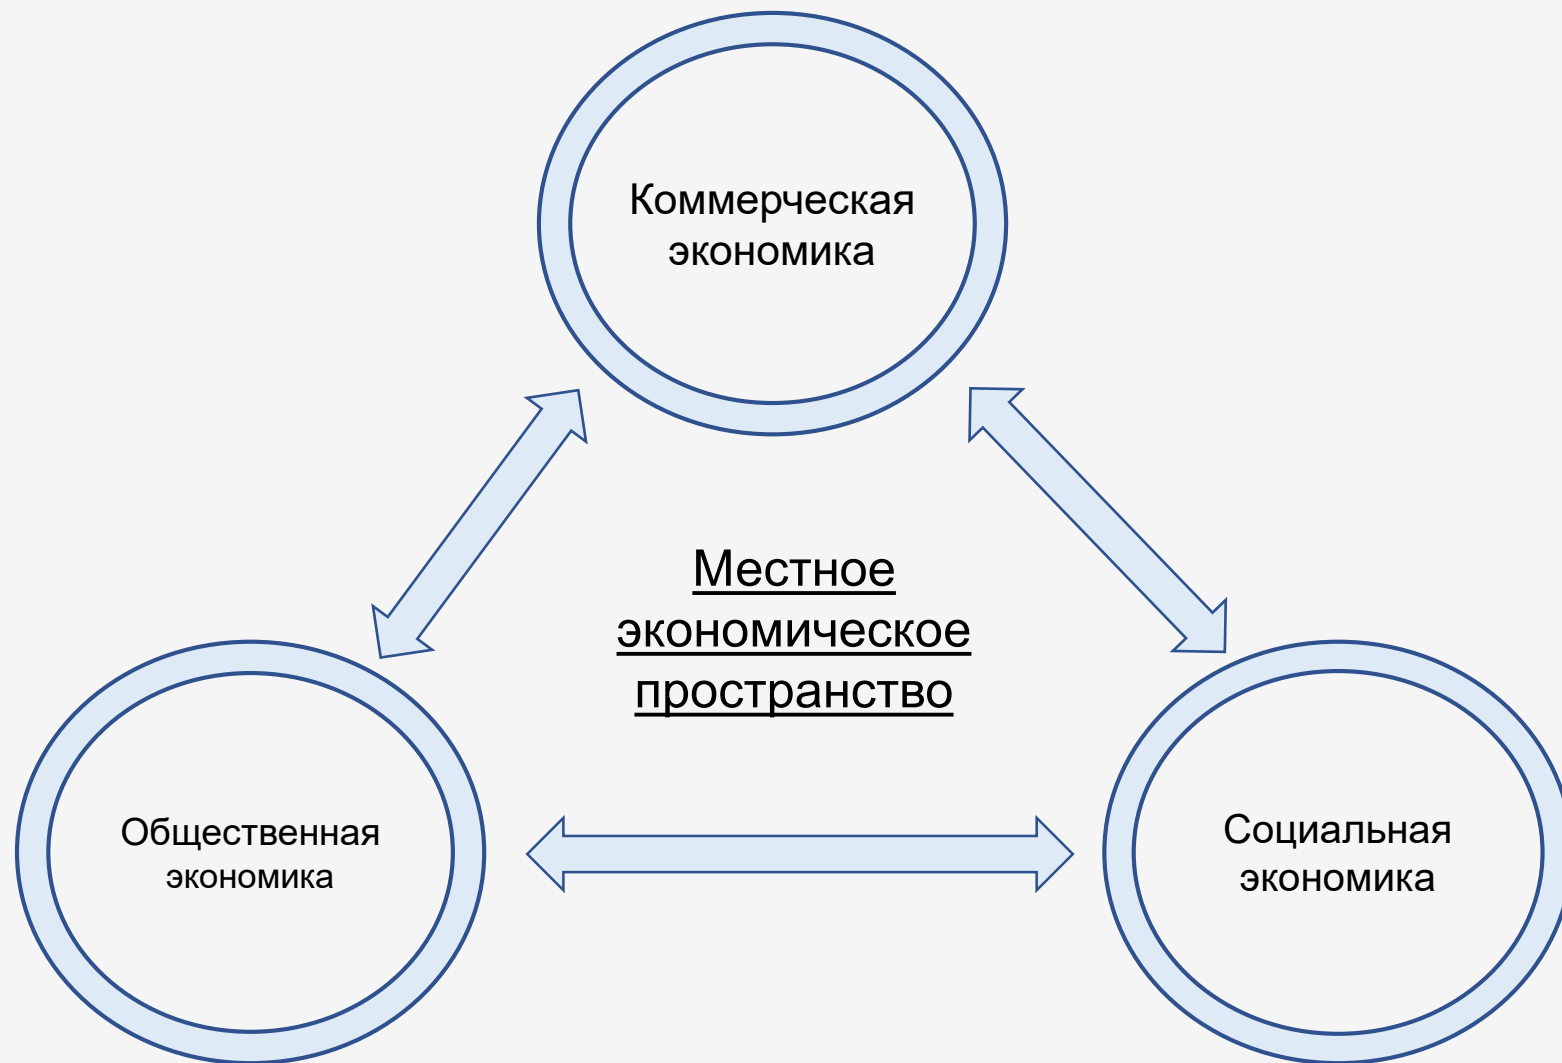 Коммерческая
экономика
Местное
экономическое
пространство
Общественная
экономика
Социальная
экономика